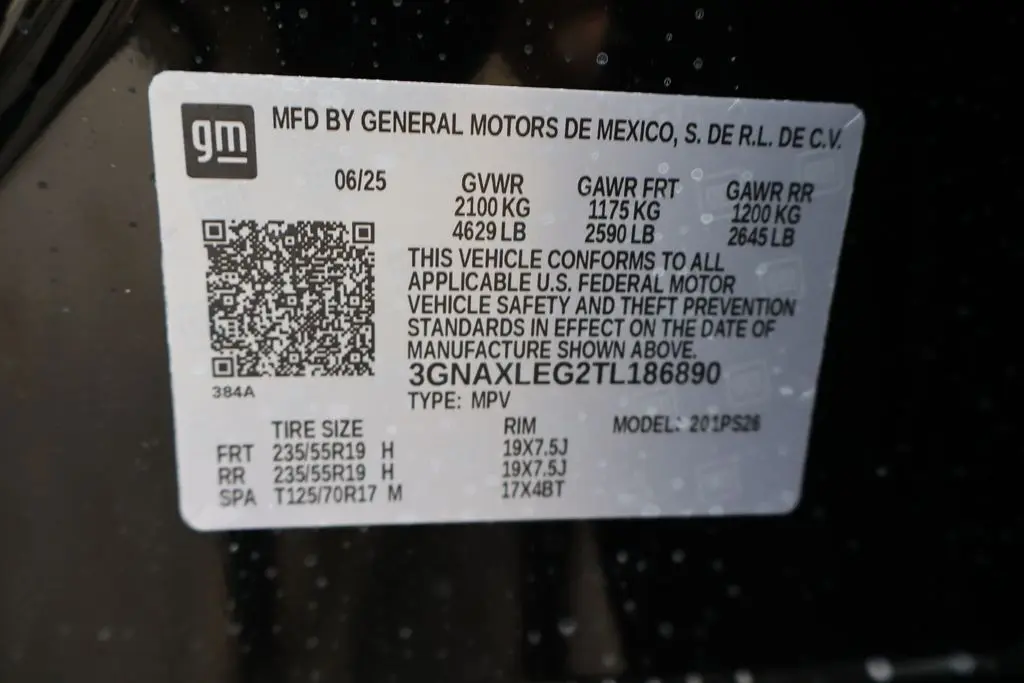 gm
MFD BY GENERAL MOTORS DE MEXICO, S. DE R.L. DE C.V.
06/25 GVWR GAWR FRT GAWR RR
2100 KG 1175 KG 1200 KG
4629 LB 2590 LB 2645 LB
THIS VEHICLE CONFORMS TO ALL
APPLICABLE U.S. FEDERAL MOTOR
VEHICLE SAFETY AND THEFT PREVENTION
STANDARDS IN EFFECT ON THE DATE OF
MANUFACTURE SHOWN ABOVE.
3GNAXLEG2TL186890
384A
TYPE: MPV
TIRE SIZE RIM MODEL: 201PS26
FRT 235/55R19 H 19X7.5J
RR 235/55R19 H 19X7.5J
SPA T125/70R17 M 17X4BT